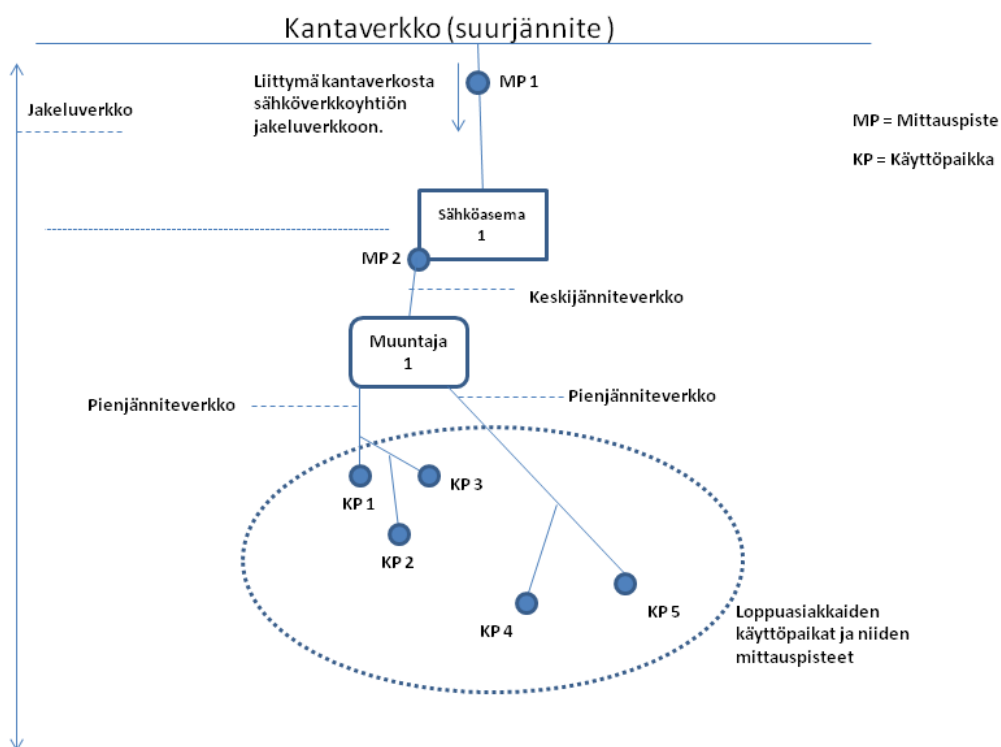 Kantaverkko (suurjännite )
Liittymä kantaverkosta
sähköverkkoyhtiön
jakeluverkkoon.
MP 1
Jakeluverkko
MP = Mittauspiste
KP = Käyttöpaikka
Sähköasema
1
MP 2
Keskijänniteverkko
Muuntaja
1
Pienjänniteverkko
Pienjänniteverkko
KP 1
KP 3
KP 2
KP 4
KP 5
Loppuasiakkaiden
käyttöpaikat ja niiden
mittauspisteet